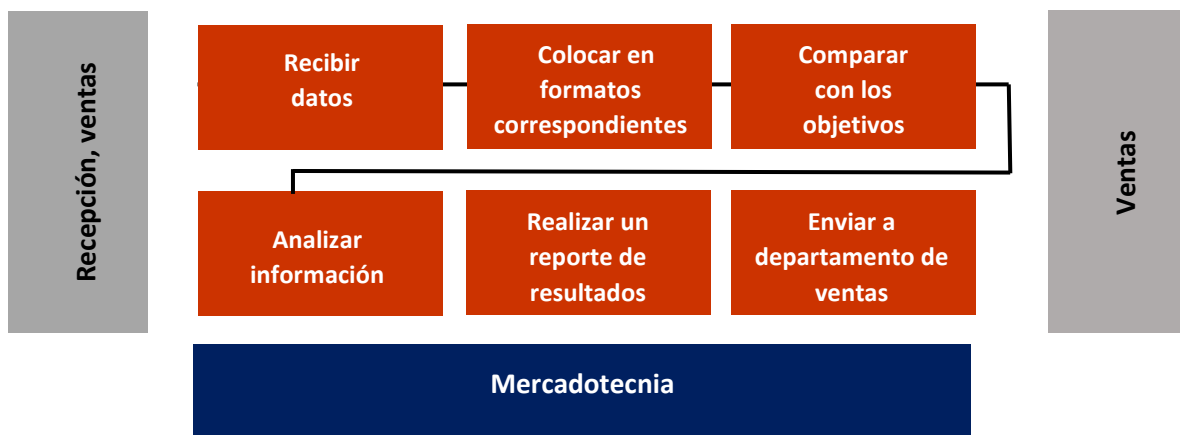 Recepción, ventas
Recibir
datos
Colocar en
formatos
correspondientes
Comparar
con los
objetivos
Analizar
información
Realizar un
reporte de
resultados
Enviar a
departamento de
ventas
Ventas
Mercadotecnia